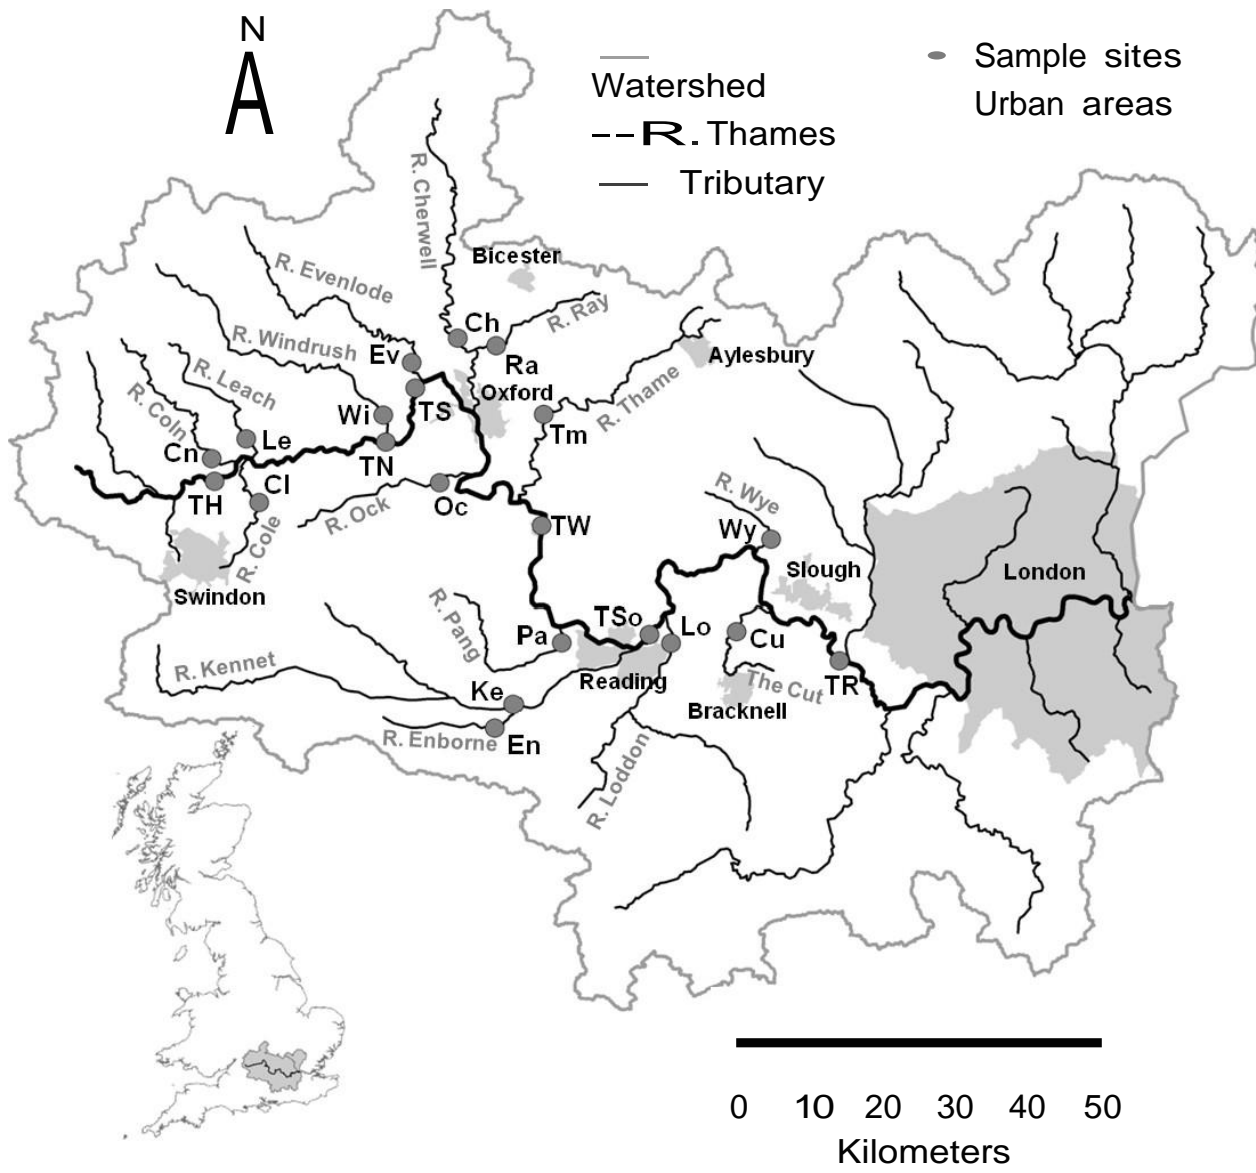 N
Watershed
R. Thames
Tributary
Sample sites
Urban areas
R. Cherwell
Bicester
R. Evenlode
R. Ray
R. Windrush
Ch
Ev
Ra
Aylesbury
R. Leach
R. Coln
TS
Oxford
R. Thame
Wi
Tm
Le
Cn
TN
TH
Cl
Oc
R. Ock
R. Wye
TW
Wy
R. Cole
Slough
London
Swindon
R. Pang
TSo
Pa
Lo
Cu
R. Kennet
Reading
The Cut
TR
Ke
Bracknell
R. Enborne
En
R. Loddon
0 10 20 30 40 50
Kilometers